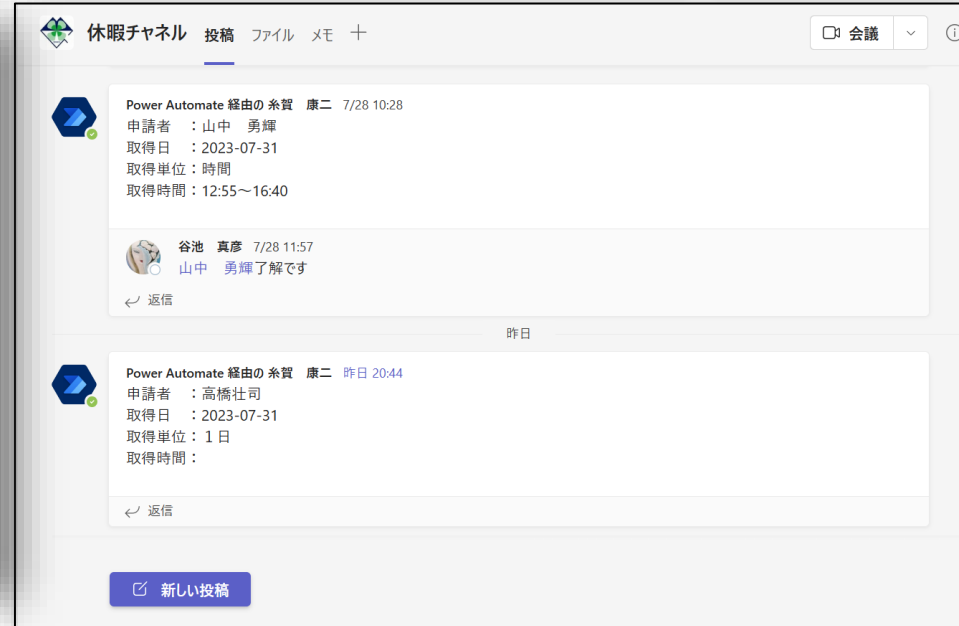 休暇チャネル 投稿 ファイル メモ 会議
Power Automate 経由の 糸賀　康二 7/28 10:28
申請者　：山中　勇輝
取得日　：2023-07-31
取得単位：時間
取得時間：12:55～16:40
谷池　真彦 7/28 11:57
山中　勇輝了解です
返信
昨日
Power Automate 経由の 糸賀　康二 昨日 20:44
申請者　：高橋壮司
取得日　：2023-07-31
取得単位：１日
取得時間：
返信
新しい投稿